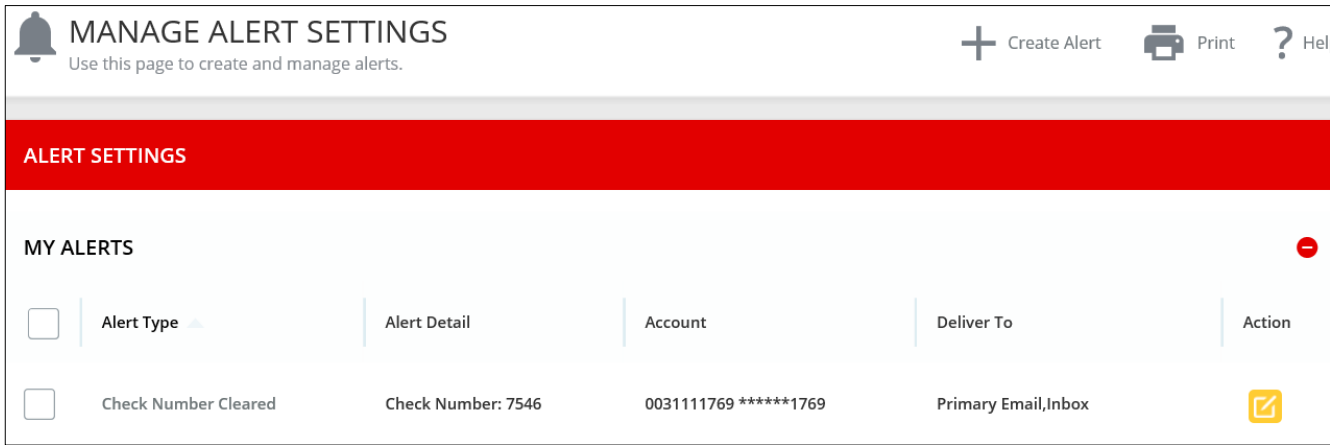 MANAGE ALERT SETTINGS
Use this page to create and manage alerts.
Create Alert Print ? Hel
ALERT SETTINGS
MY ALERTS
Alert Type Alert Detail Account Deliver To Action
Check Number Cleared Check Number: 7546 0031111769 ******1769 Primary Email,Inbox